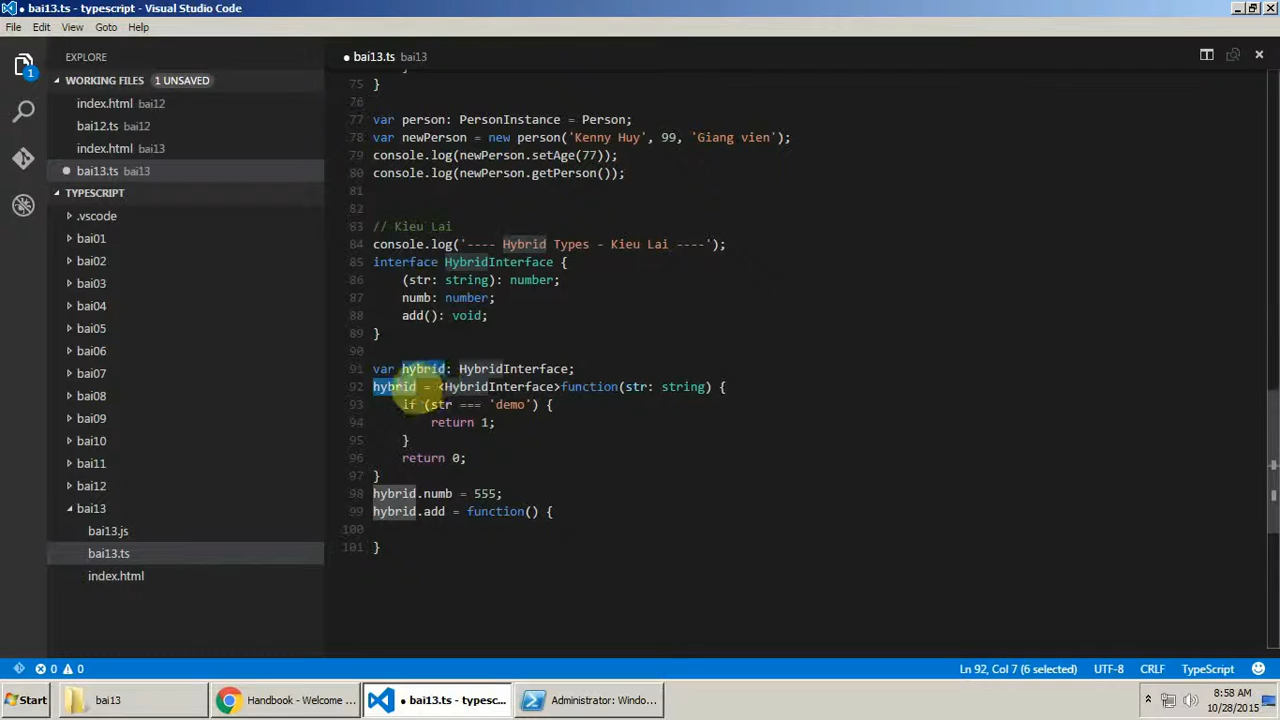 bai13.ts - typescript - Visual Studio Code
File Edit View Goto Help
EXPLORE
WORKING FILES 1 UNSAVED
index.html bai12
bai12.ts bai12
index.html bai13
bai13.ts bai13
TYPESCRIPT
.vscode
bai01
bai02
bai03
bai04
bai05
bai06
bai07
bai08
bai09
bai10
bai11
bai12
bai13
bai13.js
bai13.ts
index.html
1
bai13.ts bai13
75 }
76
77 var person: PersonInstance = Person;
78 var newPerson = new person('Kenny Huy', 99, 'Giang vien');
79 console.log(newPerson.setAge(77));
80 console.log(newPerson.getPerson());
81
82
83 // Kieu Lai
84 console.log('---- Hybrid Types - Kieu Lai ----');
85 interface HybridInterface {
86 (str: string): number;
87 numb: number;
88 add(): void;
89 }
90
91 var hybrid: HybridInterface;
92 hybrid = <HybridInterface>function(str: string) {
93 if (str === 'demo') {
94 return 1;
95 }
96 return 0;
97 }
98 hybrid.numb = 555;
99 hybrid.add = function() {
100
101 }
0 0 Ln 92, Col 7 (6 selected) UTF-8 CRLF TypeScript
Start bai13 Handbook - Welcome ... bai13.ts - typesc... Administrator: Windo... 8:58 AM
10/28/2015